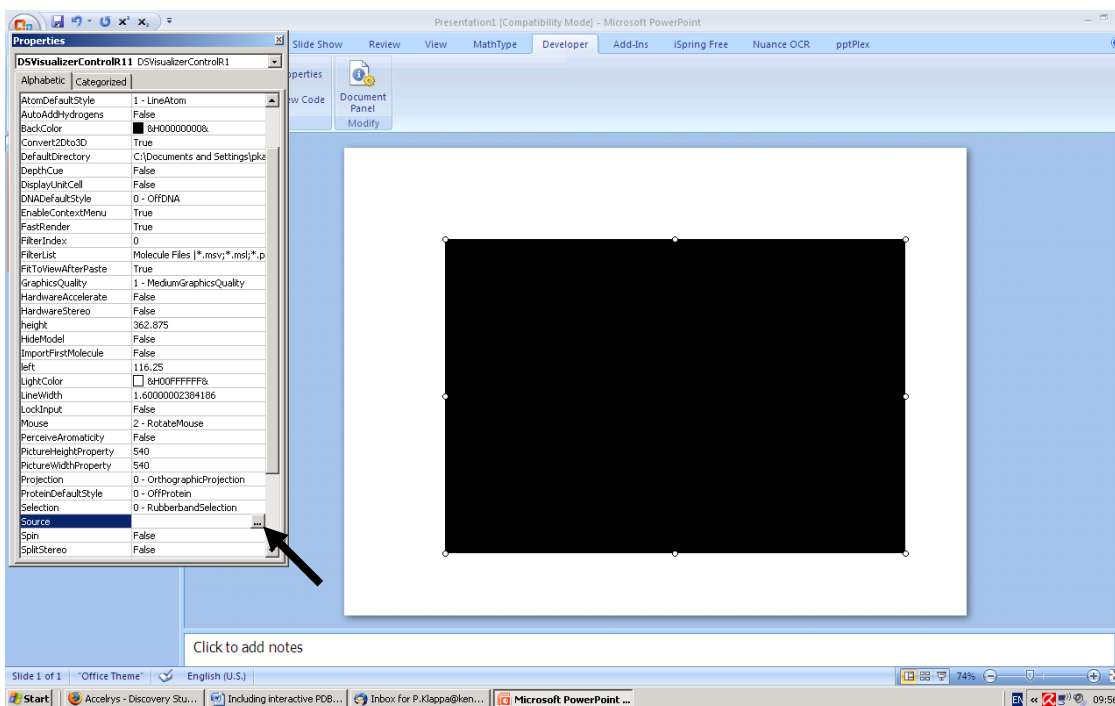 Presentation1 [Compatibility Mode] - Microsoft PowerPoint
Properties
Slide Show Review View MathType Developer Add-Ins iSpring Free Nuance OCR pptPlex
DSVisualizerControlR11 DSVisualizerControlR1
Alphabetic Categorized
operties
ew Code
Document
Panel
Modify
AtomDefaultStyle 1 - LineAtom
AutoAddHydrogens False
BackColor &H00000000&
Convert2Dto3D True
DefaultDirectory C:\Documents and Settings\pka
DepthCue False
DisplayUnitCell False
DNADefaultStyle 0 - OffDNA
EnableContextMenu True
FastRender True
FilterIndex 0
FilterList Molecule Files |*.msv;*.msl;*.p
FitToViewAfterPaste True
GraphicsQuality 1 - MediumGraphicsQuality
HardwareAccelerate False
HardwareStereo False
height 362.875
HideModel False
ImportFirstMolecule False
left 116.25
LightColor &H00FFFFFF&
LineWidth 1.60000002384186
LockInput False
Mouse 2 - RotateMouse
PerceiveAromaticity False
PictureHeightProperty 540
PictureWidthProperty 540
Projection 0 - OrthographicProjection
ProteinDefaultStyle 0 - OffProtein
Selection 0 - RubberbandSelection
Source ...
Spin False
SplitStereo False
Click to add notes
Slide 1 of 1 "Office Theme" English (U.S.) 74%
Start Accelrys - Discovery Stu... Including interactive PDB... Inbox for P.Klappa@ken... Microsoft PowerPoint ... EN « 09:56